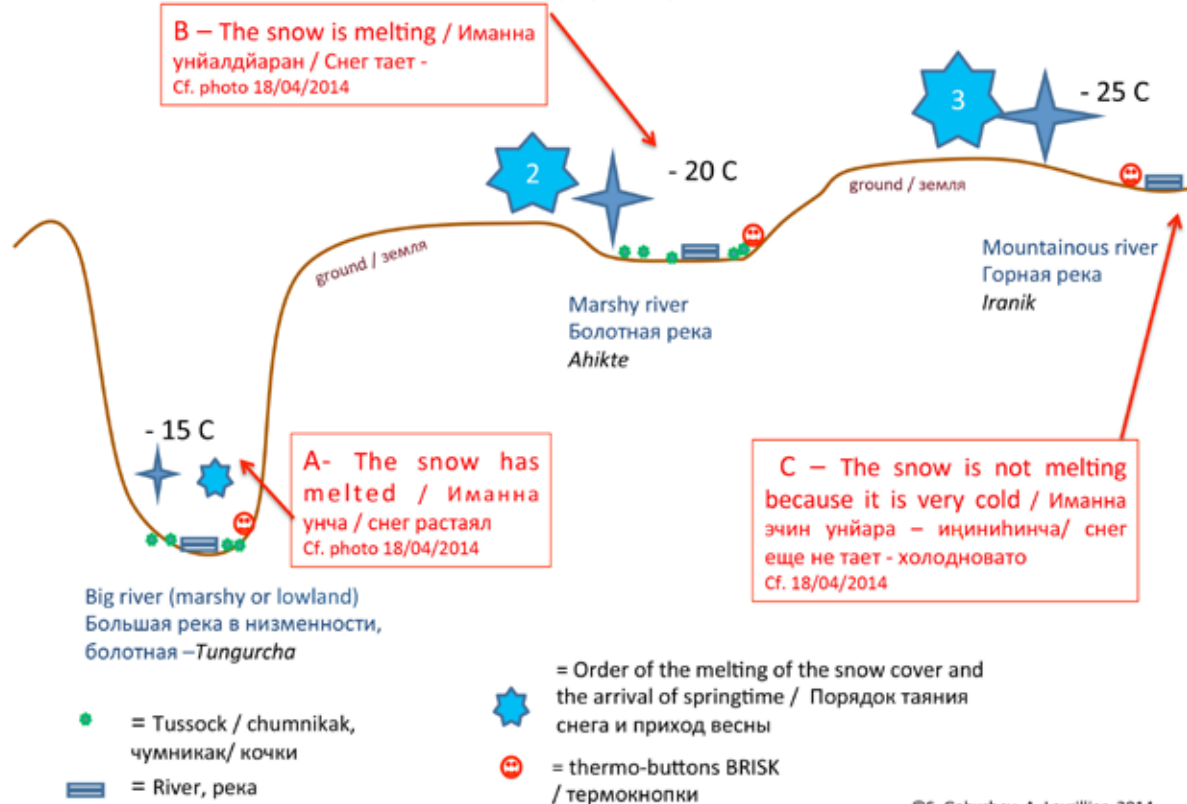 B – The snow is melting / Иманна
унйалдйаран / Снег тает -
Cf. photo 18/04/2014
3
- 25 C
2
- 20 C
ground / земля
ground / земля
Mountainous river
Горная река
Iranik
Marshy river
Болотная река
Ahikte
- 15 C
A- The snow has
melted / Иманна
унча / снег растаял
Cf. photo 18/04/2014
C – The snow is not melting
because it is very cold / Иманна
эчин унйара – иӊиниһинча/ снег
еще не тает - холодновато
Cf. 18/04/2014
Big river (marshy or lowland)
Большая река в низменности,
болотная –Tungurcha
= Order of the melting of the snow cover and
the arrival of springtime / Порядок таяния
снега и приход весны
= Tussock / chumnikak,
чумникак/ кочки
= thermo-buttons BRISK
/ термокнопки
= River, река